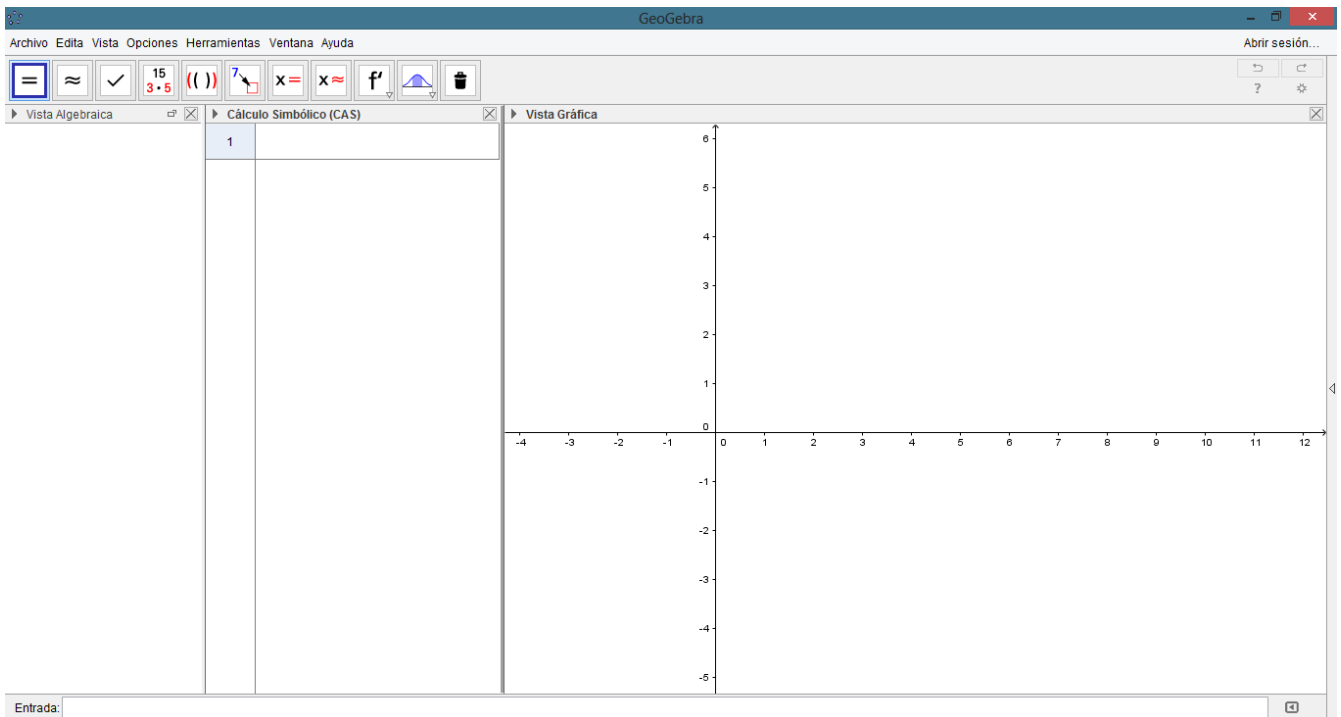 GeoGebra
Archivo Edita Vista Opciones Herramientas Ventana Ayuda
Abrir sesión...
= ≈ ✓ 15 3·5 (( )) 7 x= x≈ f′
?
Vista Algebraica
Cálculo Simbólico (CAS)
Vista Gráfica
1
6
5
4
3
2
1
0
-4 -3 -2 -1 0 1 2 3 4 5 6 7 8 9 10 11 12
-1
-2
-3
-4
-5
Entrada: